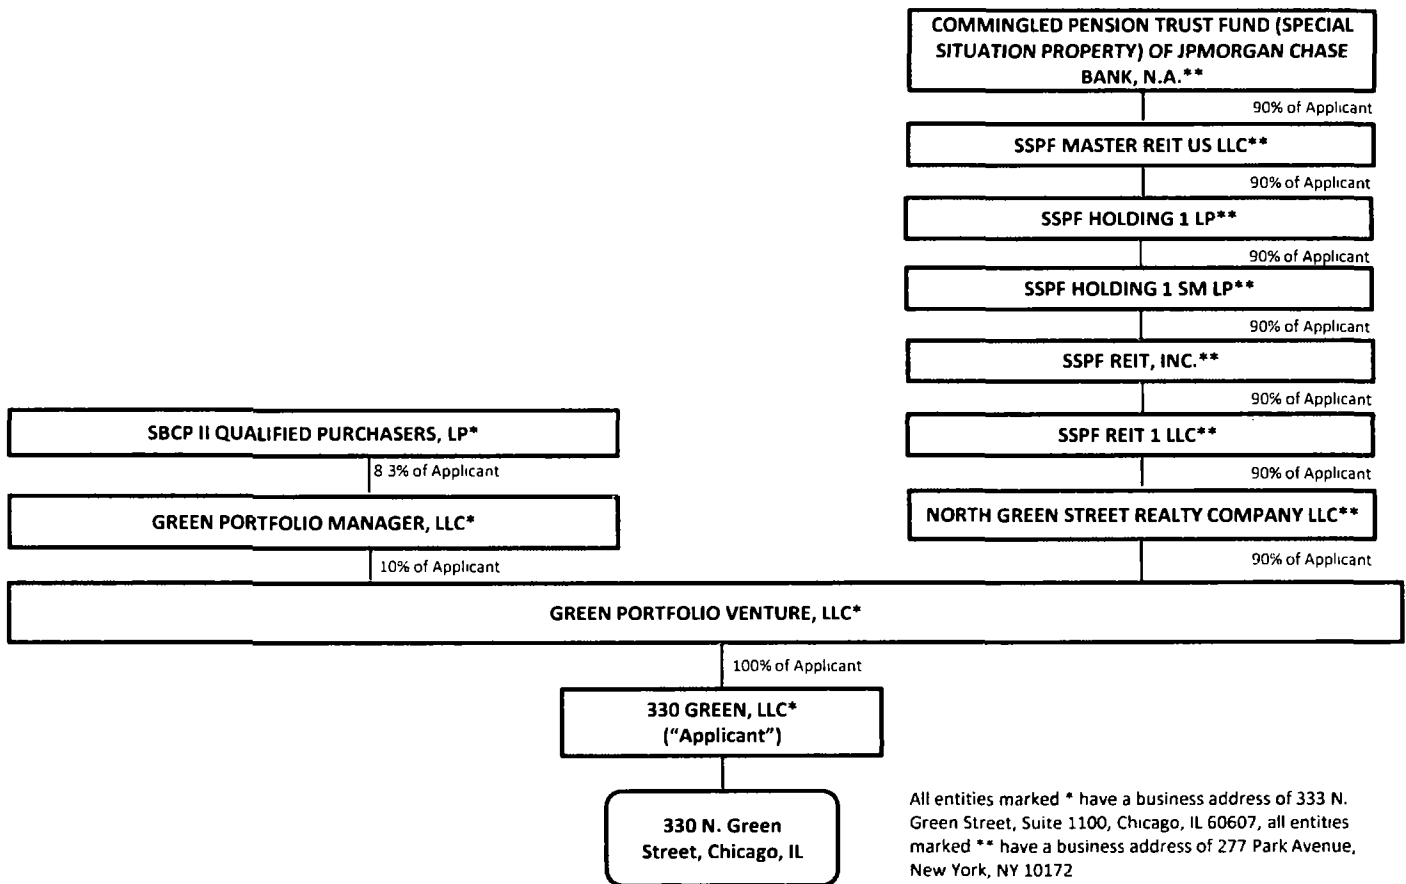 COMMINGLED PENSION TRUST FUND (SPECIAL
SITUATION PROPERTY) OF JPMORGAN CHASE
BANK, N.A.**
90% of Applicant
SSPF MASTER REIT US LLC**
90% of Applicant
SSPF HOLDING 1 LP**
90% of Applicant
SSPF HOLDING 1 SM LP**
90% of Applicant
SSPF REIT, INC.**
90% of Applicant
SBCP II QUALIFIED PURCHASERS, LP*
SSPF REIT 1 LLC**
8 3% of Applicant
90% of Applicant
GREEN PORTFOLIO MANAGER, LLC*
NORTH GREEN STREET REALTY COMPANY LLC**
10% of Applicant
90% of Applicant
GREEN PORTFOLIO VENTURE, LLC*
100% of Applicant
330 GREEN, LLC*
("Applicant")
330 N. Green
Street, Chicago, IL
All entities marked * have a business address of 333 N.
Green Street, Suite 1100, Chicago, IL 60607, all entities
marked ** have a business address of 277 Park Avenue,
New York, NY 10172